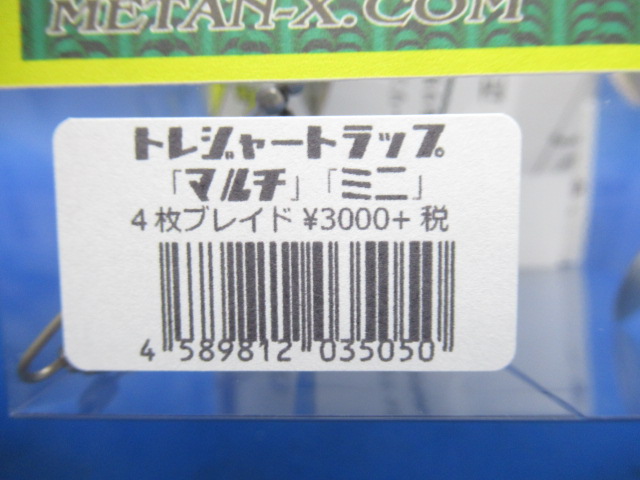 METAN-X.COM
トレジャートラップ
「マルチ」「ミニ」
4枚ブレイド ¥3000+ 税
4 589812 035050